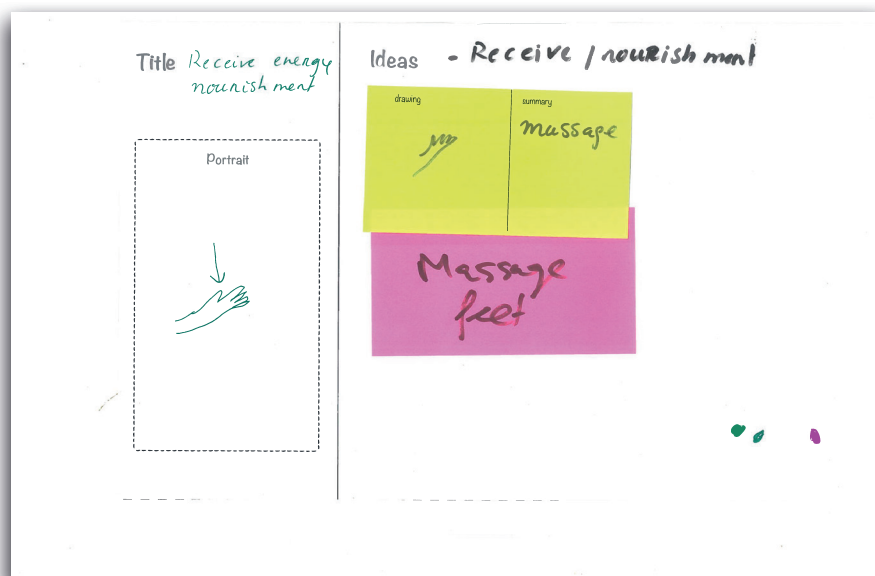 Title Receive energy
nourishment
Portrait
Ideas - Receive / nourishment
drawing
summary
massage
Massage
feet